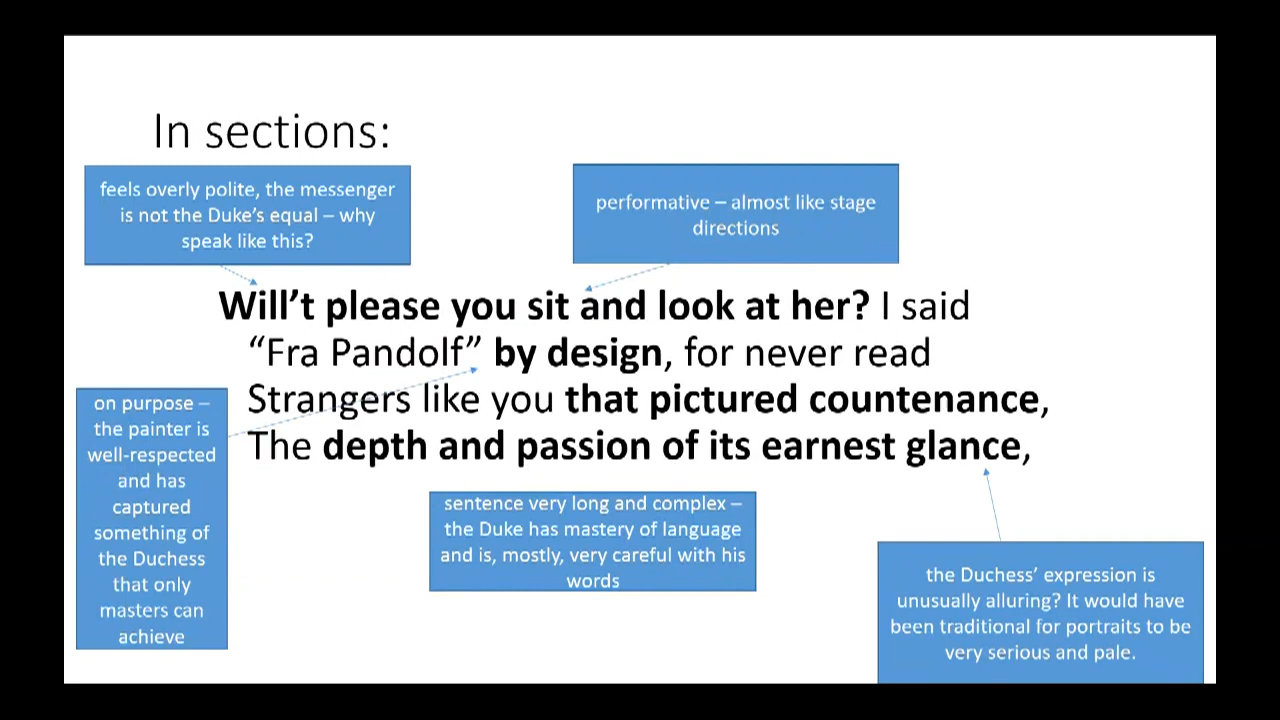 In sections:
feels overly polite, the messenger
is not the Duke’s equal – why
speak like this?
performative – almost like stage
directions
Will’t please you sit and look at her? I said
“Fra Pandolf” by design, for never read
Strangers like you that pictured countenance,
The depth and passion of its earnest glance,
on purpose –
the painter is
well-respected
and has
captured
something of
the Duchess
that only
masters can
achieve
sentence very long and complex –
the Duke has mastery of language
and is, mostly, very careful with his
words
the Duchess’ expression is
unusually alluring? It would have
been traditional for portraits to be
very serious and pale.